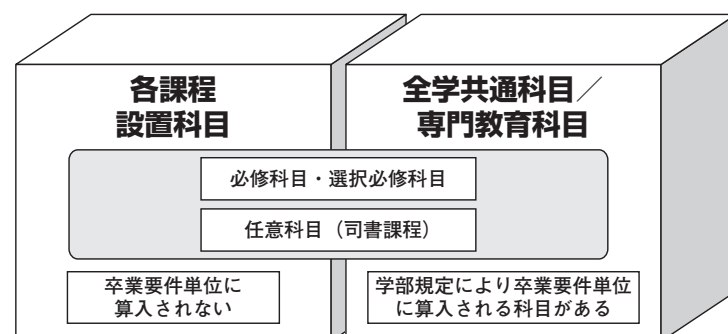 各課程
設置科目
全学共通科目／
専門教育科目
必修科目・選択必修科目
任意科目（司書課程）
卒業要件単位に
算入されない
学部規定により卒業要件単位
に算入される科目がある